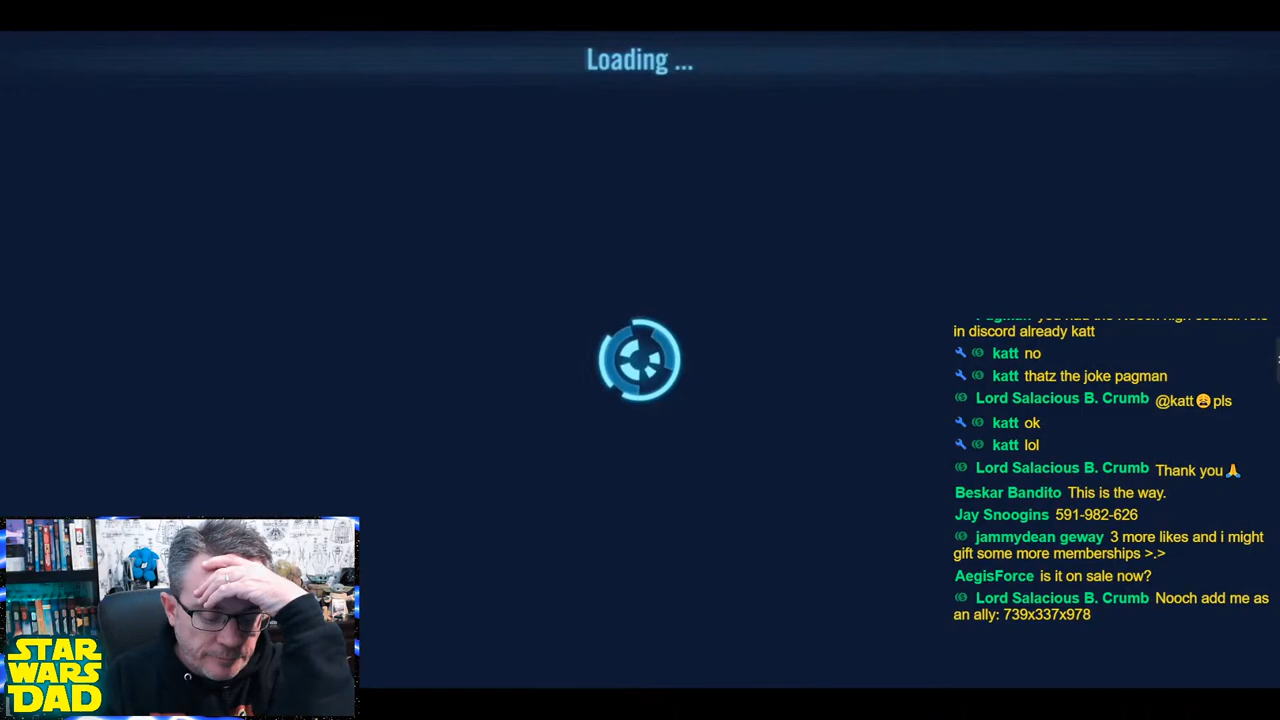 Loading ...
in discord already katt
katt no
katt thatz the joke pagman
Lord Salacious B. Crumb @katt😩pls
katt ok
katt lol
Lord Salacious B. Crumb Thank you🙏
Beskar Bandito This is the way.
Jay Snoogins 591-982-626
jammydean geway 3 more likes and i might
gift some more memberships >.>
AegisForce is it on sale now?
Lord Salacious B. Crumb Nooch add me as
an ally: 739x337x978
STAR
WARS
DAD